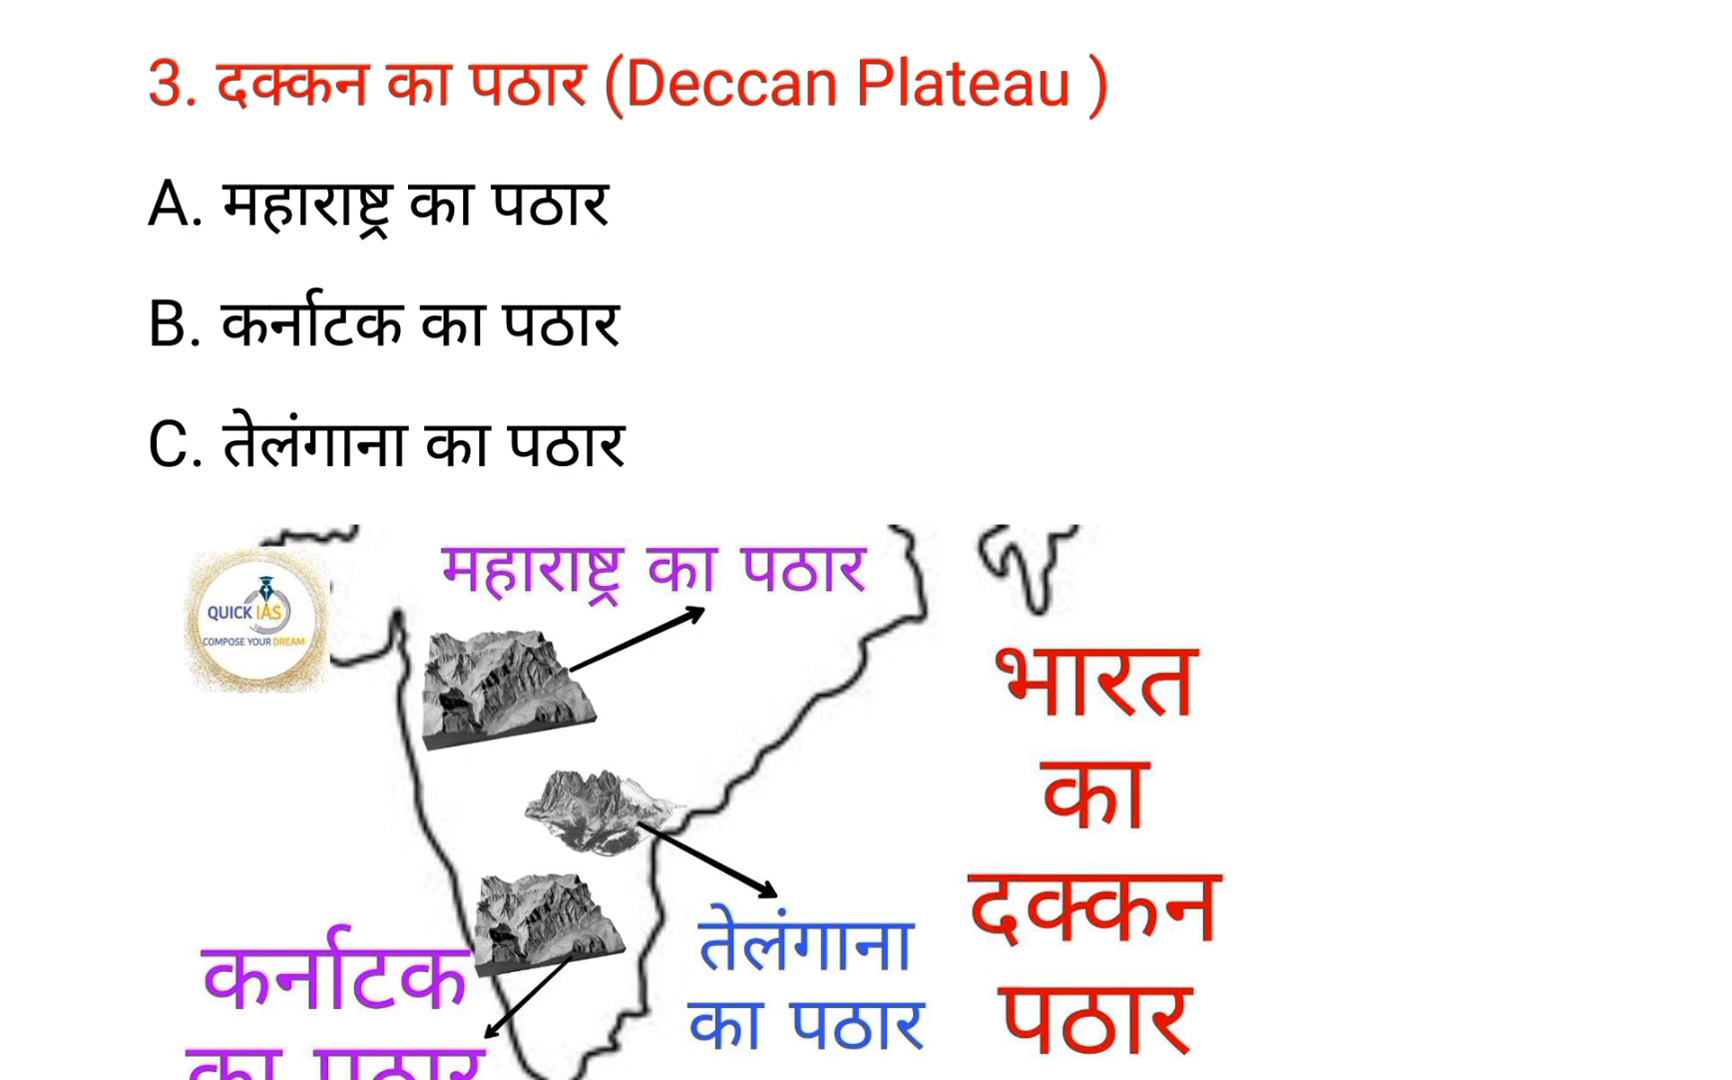 3. दक्कन का पठार (Deccan Plateau )
A. महाराष्ट्र का पठार
B. कर्नाटक का पठार
C. तेलंगाना का पठार
महाराष्ट्र का पठार
QUICK IAS
COMPOSE YOUR DREAM
भारत
का
दक्कन
पठार
तेलंगाना
का पठार
कर्नाटक
का पठार